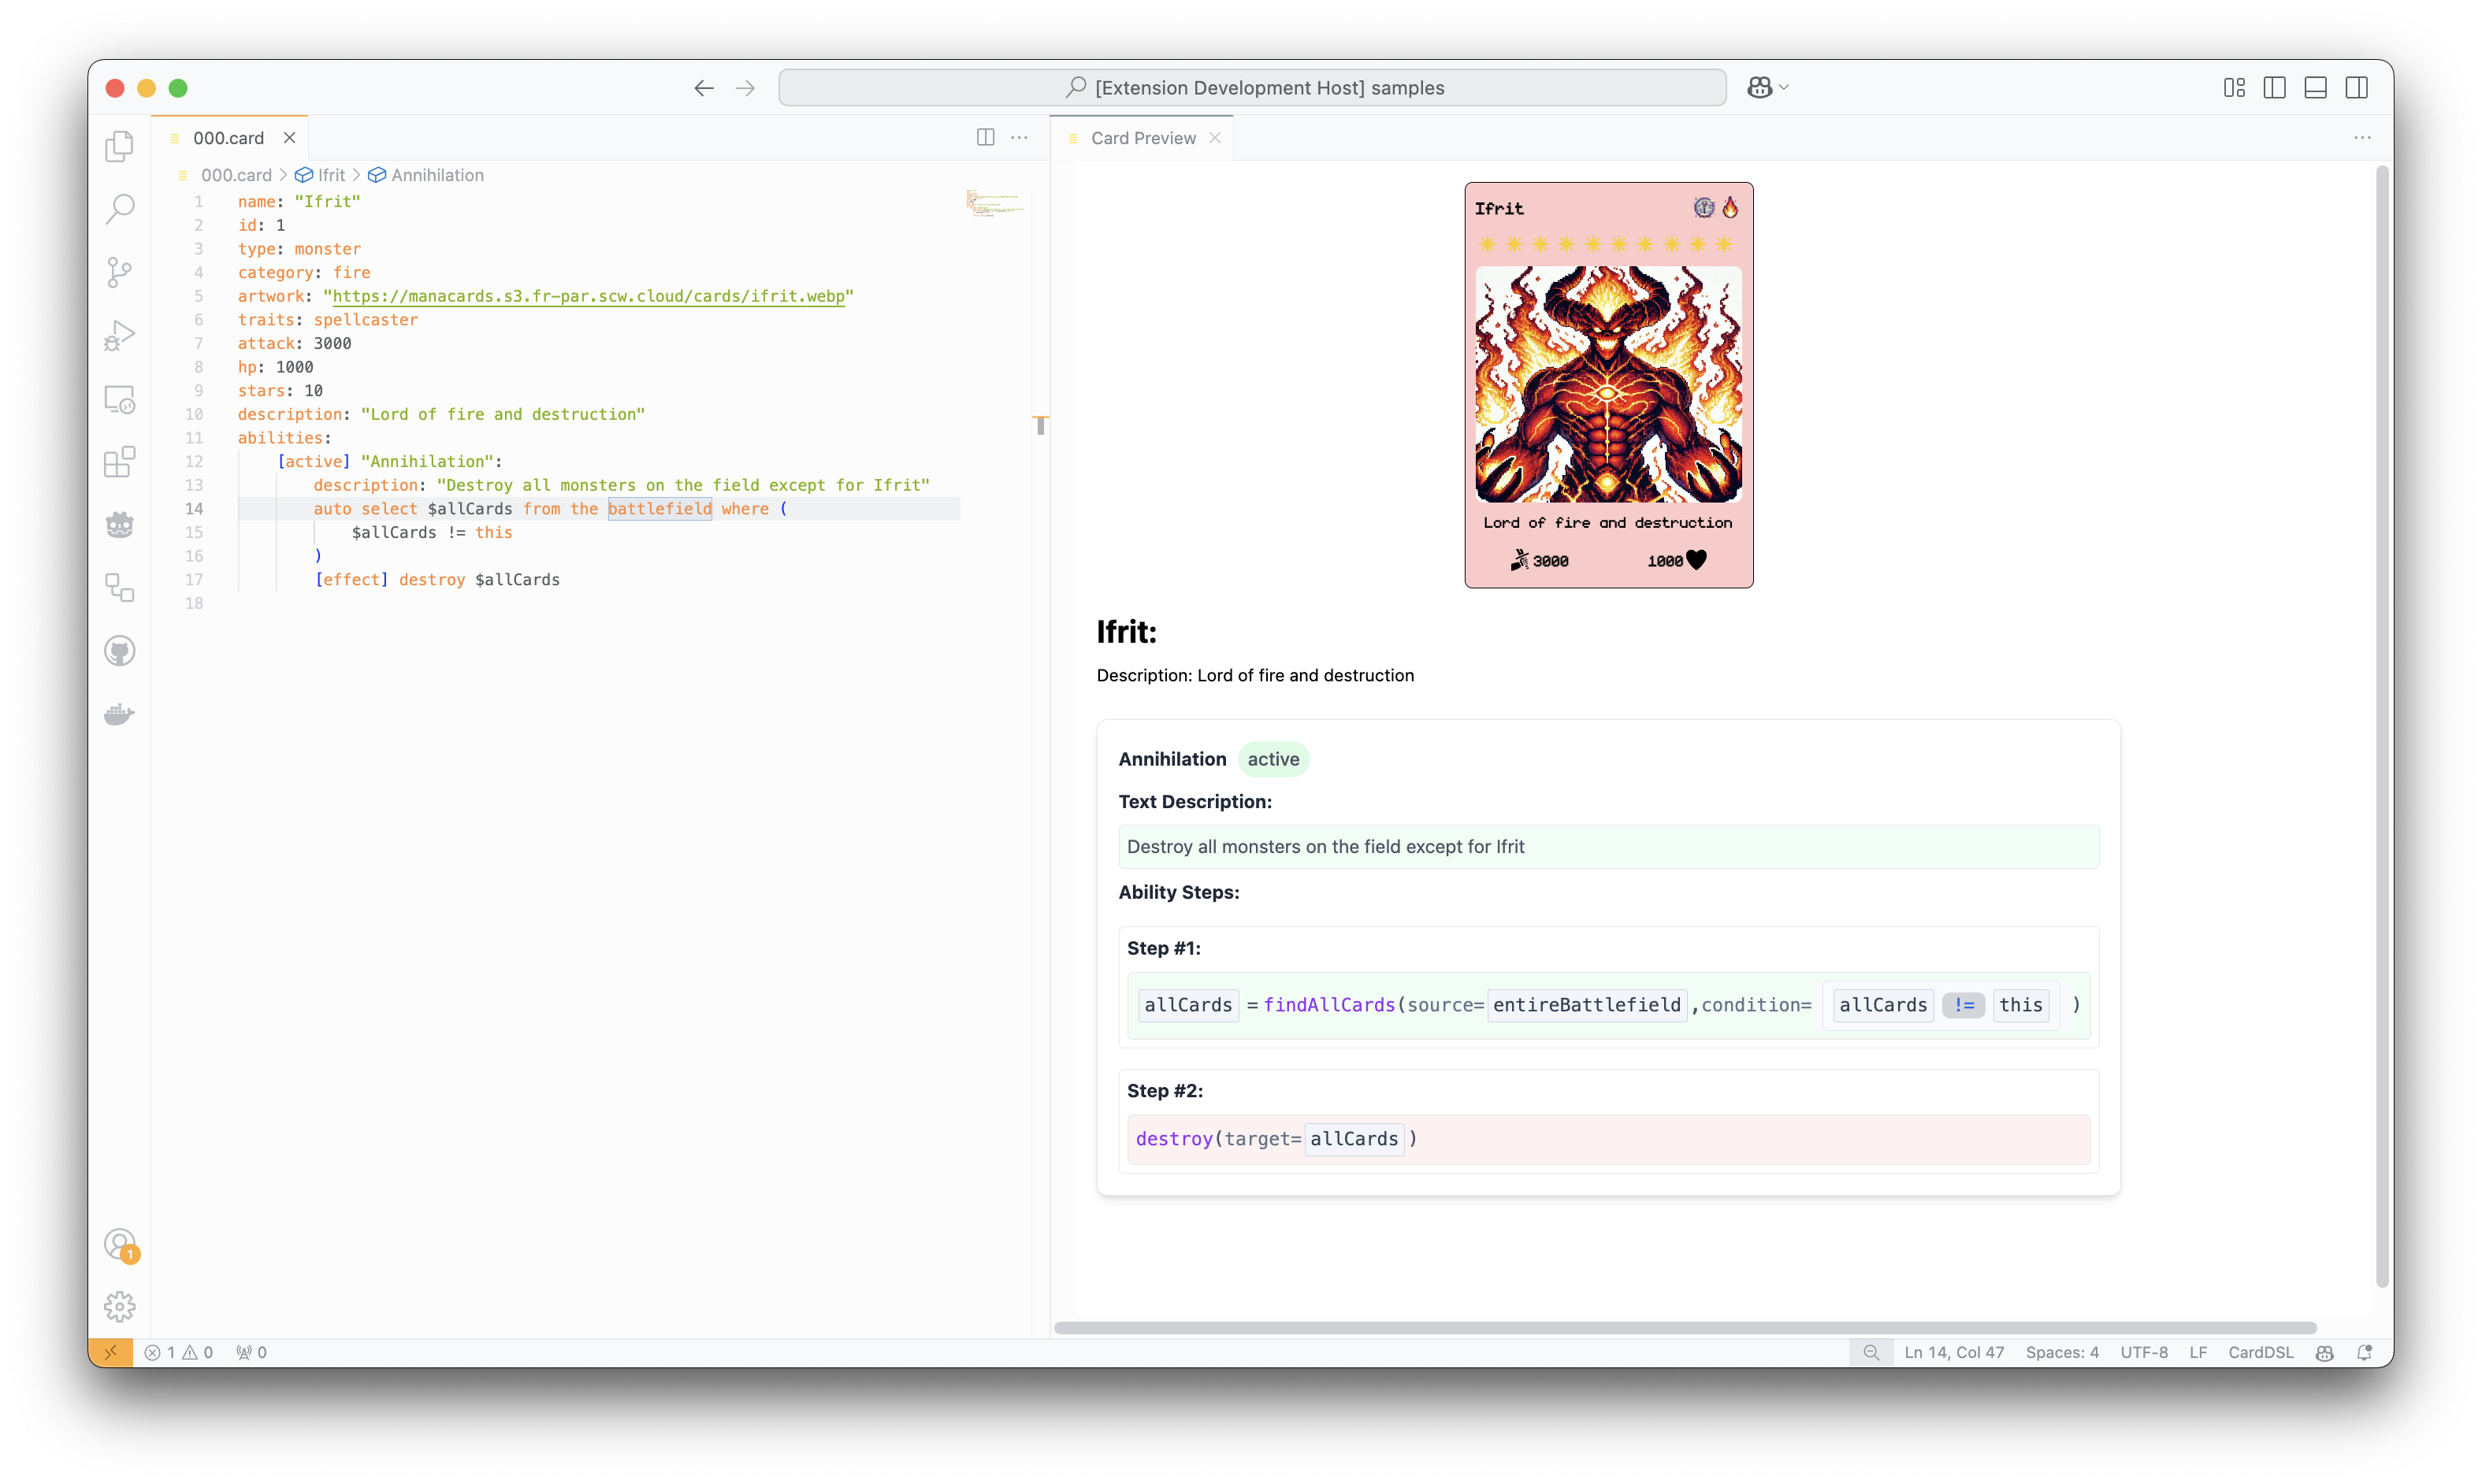 [Extension Development Host] samples
000.card
000.card > Ifrit > Annihilation
1 name: "Ifrit"
2 id: 1
3 type: monster
4 category: fire
5 artwork: "https://manacards.s3.fr-par.scw.cloud/cards/ifrit.webp"
6 traits: spellcaster
7 attack: 3000
8 hp: 1000
9 stars: 10
10 description: "Lord of fire and destruction"
11 abilities:
12 [active] "Annihilation":
13 description: "Destroy all monsters on the field except for Ifrit"
14 auto select $allCards from the battlefield where (
15 $allCards != this
16 )
17 [effect] destroy $allCards
18
Card Preview
Ifrit
Lord of fire and destruction
3000 1000
Ifrit:
Description: Lord of fire and destruction
Annihilation active
Text Description:
Destroy all monsters on the field except for Ifrit
Ability Steps:
Step #1:
allCards = findAllCards(source= entireBattlefield ,condition= allCards != this )
Step #2:
destroy(target= allCards )
1
1 0 0
Ln 14, Col 47 Spaces: 4 UTF-8 LF CardDSL